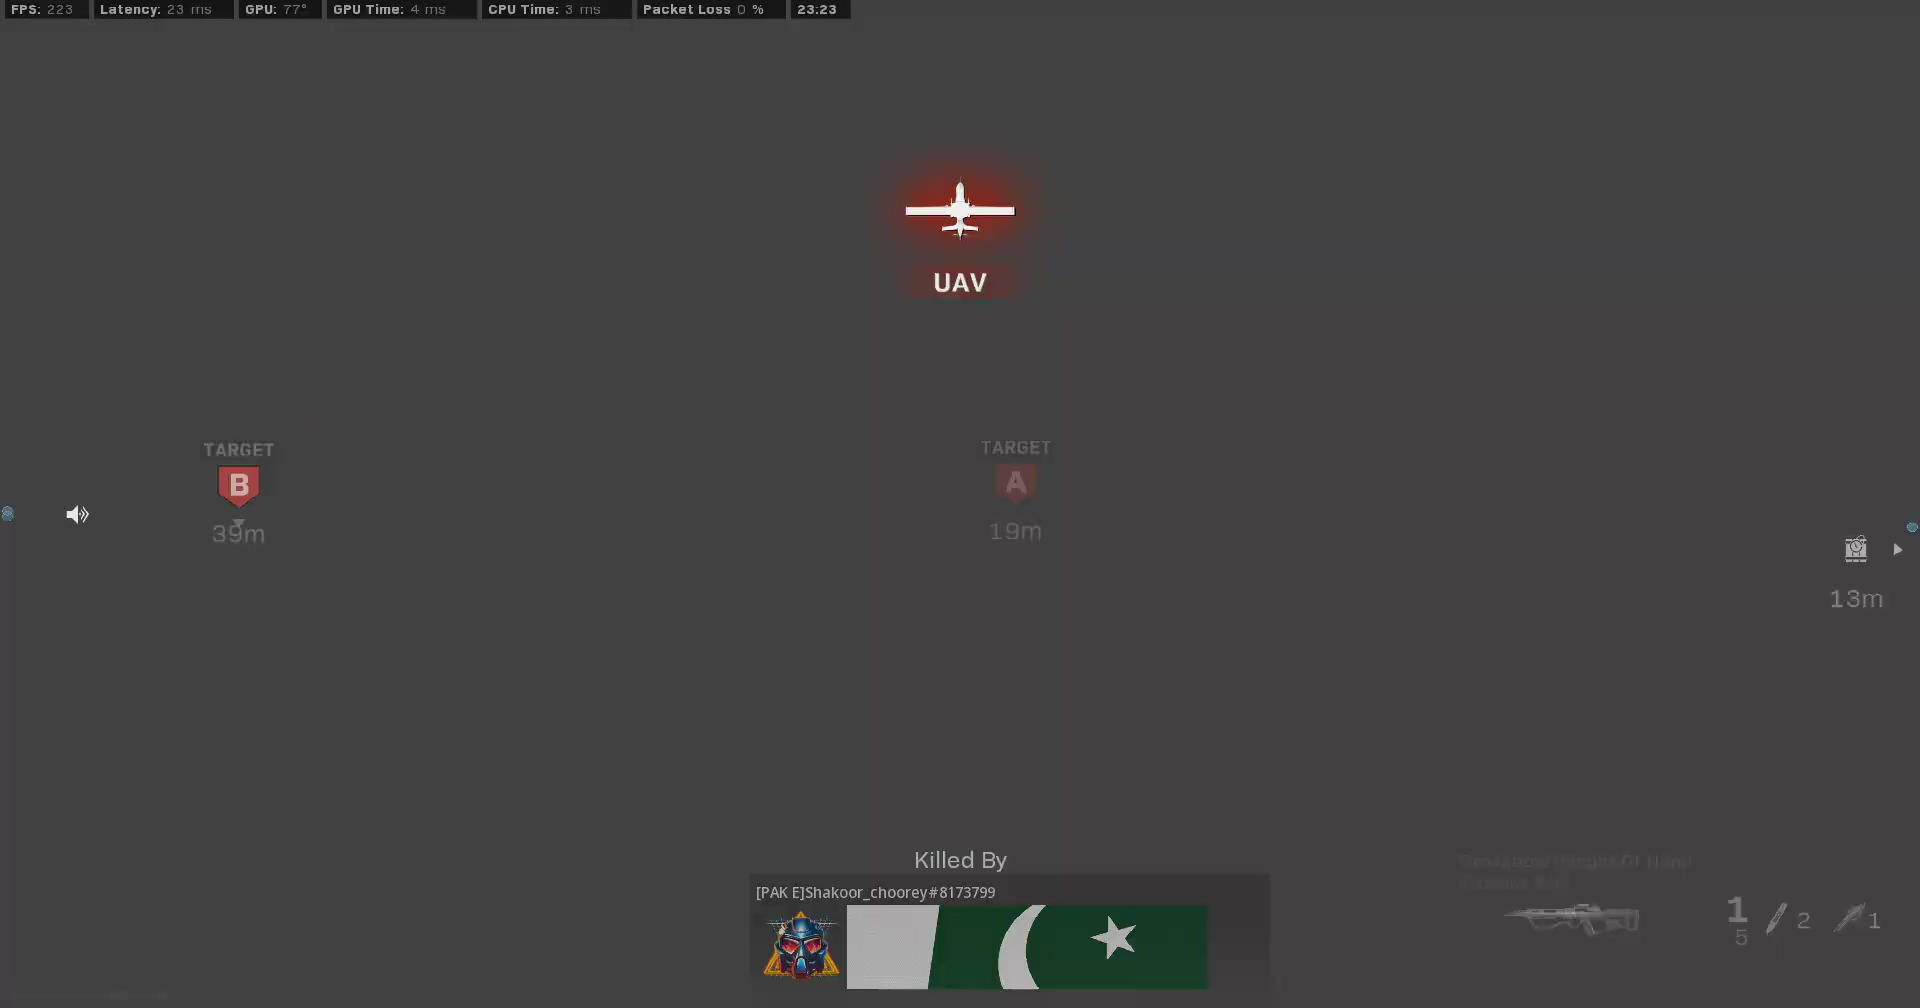 FPS: 223 Latency: 23 ms GPU: 77° GPU Time: 4 ms CPU Time: 3 ms Packet Loss 0 % 23:23
UAV
TARGET
B
39m
TARGET
A
19m
13m
Killed By
[PAK E]Shakoor_choorey#8173799
1
5
2
1